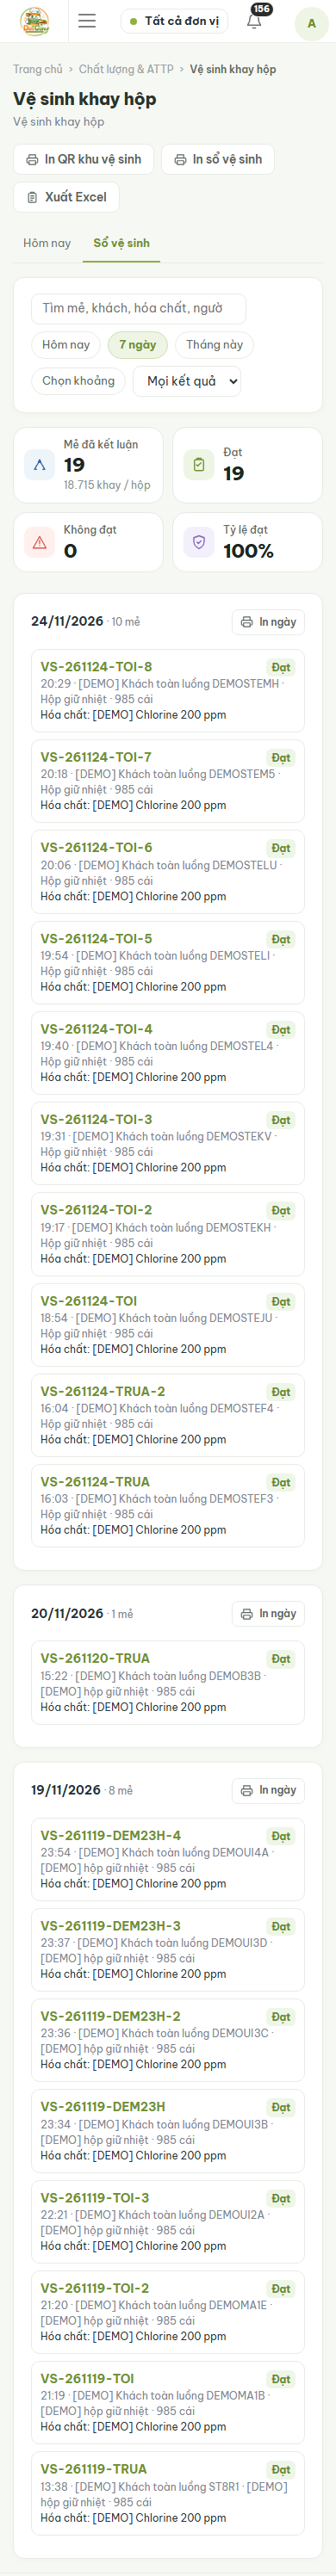 Tất cả đơn vị
156
A
Trang chủ > Chất lượng & ATTP > Vệ sinh khay hộp
Vệ sinh khay hộp
Vệ sinh khay hộp
In QR khu vệ sinh
In sổ vệ sinh
Xuất Excel
Hôm nay
Sổ vệ sinh
Tìm mẻ, khách, hóa chất, ngườ
Hôm nay
7 ngày
Tháng này
Chọn khoảng
Mọi kết quả
Mẻ đã kết luận
19
18.715 khay / hộp
Đạt
19
Không đạt
0
Tỷ lệ đạt
100%
24/11/2026 · 10 mẻ
In ngày
VS-261124-TOI-8
Đạt
20:29 · [DEMO] Khách toàn luồng DEMOSTEMH ·
Hộp giữ nhiệt · 985 cái
Hóa chất: [DEMO] Chlorine 200 ppm
VS-261124-TOI-7
Đạt
20:18 · [DEMO] Khách toàn luồng DEMOSTEM5 ·
Hộp giữ nhiệt · 985 cái
Hóa chất: [DEMO] Chlorine 200 ppm
VS-261124-TOI-6
Đạt
20:06 · [DEMO] Khách toàn luồng DEMOSTELU ·
Hộp giữ nhiệt · 985 cái
Hóa chất: [DEMO] Chlorine 200 ppm
VS-261124-TOI-5
Đạt
19:54 · [DEMO] Khách toàn luồng DEMOSTELI ·
Hộp giữ nhiệt · 985 cái
Hóa chất: [DEMO] Chlorine 200 ppm
VS-261124-TOI-4
Đạt
19:40 · [DEMO] Khách toàn luồng DEMOSTEL4 ·
Hộp giữ nhiệt · 985 cái
Hóa chất: [DEMO] Chlorine 200 ppm
VS-261124-TOI-3
Đạt
19:31 · [DEMO] Khách toàn luồng DEMOSTEKV ·
Hộp giữ nhiệt · 985 cái
Hóa chất: [DEMO] Chlorine 200 ppm
VS-261124-TOI-2
Đạt
19:17 · [DEMO] Khách toàn luồng DEMOSTEKH ·
Hộp giữ nhiệt · 985 cái
Hóa chất: [DEMO] Chlorine 200 ppm
VS-261124-TOI
Đạt
18:54 · [DEMO] Khách toàn luồng DEMOSTEJU ·
Hộp giữ nhiệt · 985 cái
Hóa chất: [DEMO] Chlorine 200 ppm
VS-261124-TRUA-2
Đạt
16:04 · [DEMO] Khách toàn luồng DEMOSTEF4 ·
Hộp giữ nhiệt · 985 cái
Hóa chất: [DEMO] Chlorine 200 ppm
VS-261124-TRUA
Đạt
16:03 · [DEMO] Khách toàn luồng DEMOSTEF3 ·
Hộp giữ nhiệt · 985 cái
Hóa chất: [DEMO] Chlorine 200 ppm
20/11/2026 · 1 mẻ
In ngày
VS-261120-TRUA
Đạt
15:22 · [DEMO] Khách toàn luồng DEMOB3B ·
[DEMO] hộp giữ nhiệt · 985 cái
Hóa chất: [DEMO] Chlorine 200 ppm
19/11/2026 · 8 mẻ
In ngày
VS-261119-DEM23H-4
Đạt
23:54 · [DEMO] Khách toàn luồng DEMOUI4A ·
[DEMO] hộp giữ nhiệt · 985 cái
Hóa chất: [DEMO] Chlorine 200 ppm
VS-261119-DEM23H-3
Đạt
23:37 · [DEMO] Khách toàn luồng DEMOUI3D ·
[DEMO] hộp giữ nhiệt · 985 cái
Hóa chất: [DEMO] Chlorine 200 ppm
VS-261119-DEM23H-2
Đạt
23:36 · [DEMO] Khách toàn luồng DEMOUI3C ·
[DEMO] hộp giữ nhiệt · 985 cái
Hóa chất: [DEMO] Chlorine 200 ppm
VS-261119-DEM23H
Đạt
23:34 · [DEMO] Khách toàn luồng DEMOUI3B ·
[DEMO] hộp giữ nhiệt · 985 cái
Hóa chất: [DEMO] Chlorine 200 ppm
VS-261119-TOI-3
Đạt
22:21 · [DEMO] Khách toàn luồng DEMOUI2A ·
[DEMO] hộp giữ nhiệt · 985 cái
Hóa chất: [DEMO] Chlorine 200 ppm
VS-261119-TOI-2
Đạt
21:20 · [DEMO] Khách toàn luồng DEMOMA1E ·
[DEMO] hộp giữ nhiệt · 985 cái
Hóa chất: [DEMO] Chlorine 200 ppm
VS-261119-TOI
Đạt
21:19 · [DEMO] Khách toàn luồng DEMOMA1B ·
[DEMO] hộp giữ nhiệt · 985 cái
Hóa chất: [DEMO] Chlorine 200 ppm
VS-261119-TRUA
Đạt
13:38 · [DEMO] Khách toàn luồng ST8R1 · [DEMO]
hộp giữ nhiệt · 985 cái
Hóa chất: [DEMO] Chlorine 200 ppm